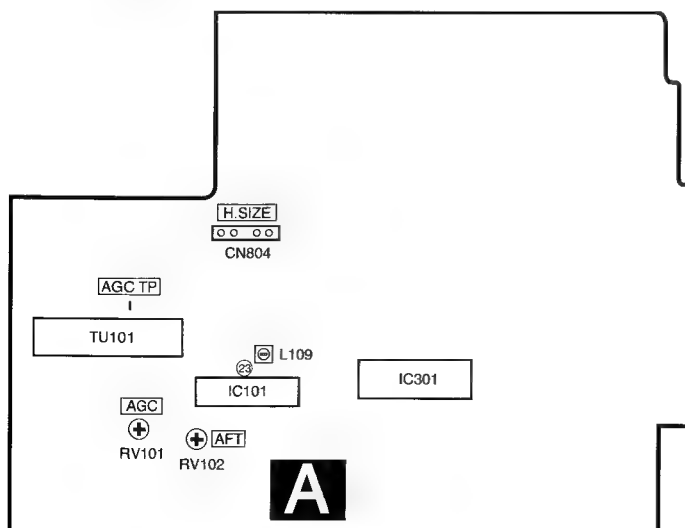 H.SIZE
CN804
AGC TP
TU101
L109
23
IC101
IC301
AGC
RV101
AFT
RV102
A